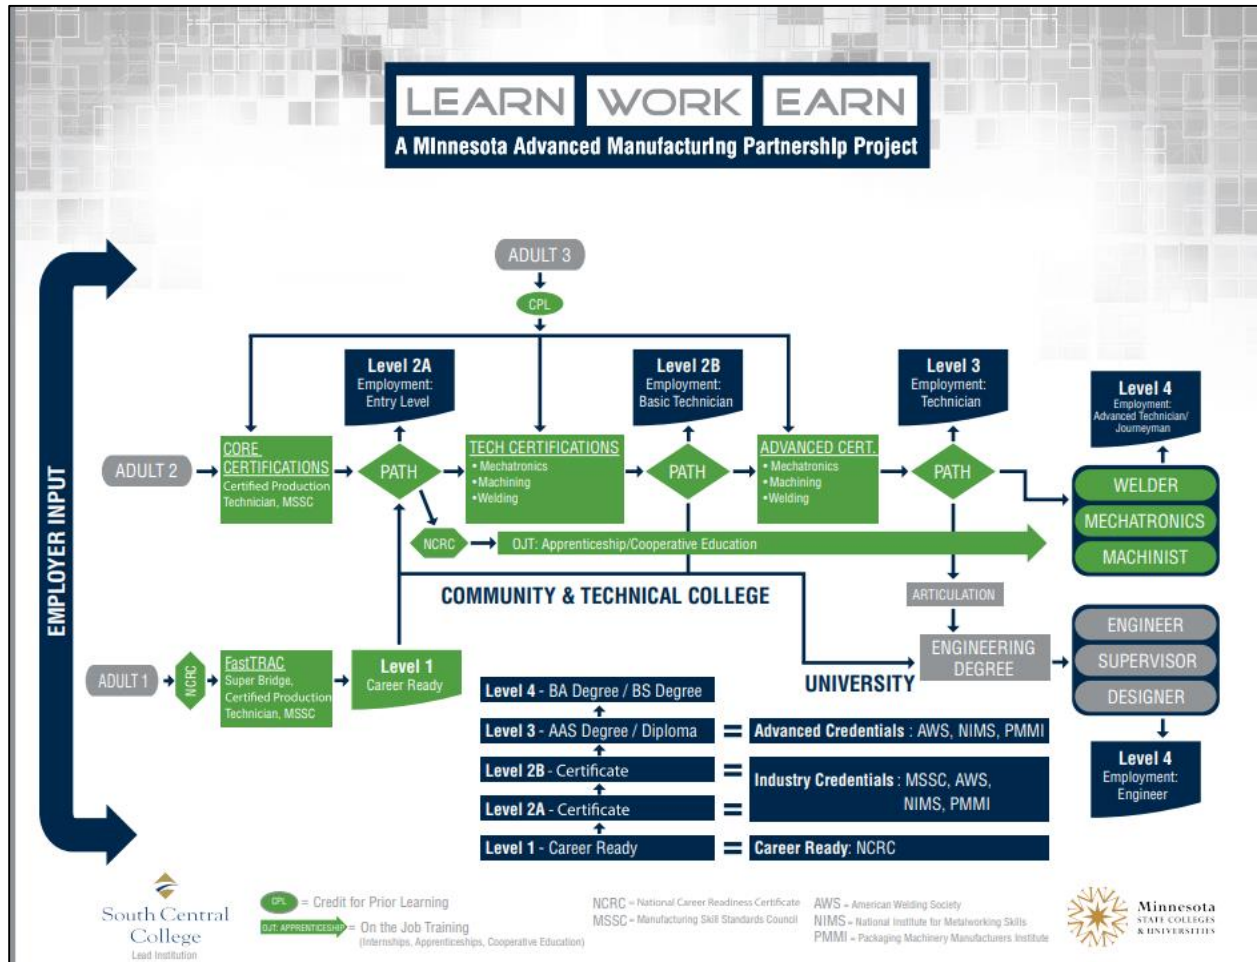 LEARN WORK EARN
A Minnesota Advanced Manufacturing Partnership Project
EMPLOYER INPUT
ADULT 3
CPL
Level 2A
Employment:
Entry Level
Level 2B
Employment:
Basic Technician
Level 3
Employment:
Technician
Level 4
Employment:
Advanced Technician/
Journeyman
ADULT 2
CORE
CERTIFICATIONS
Certified Production
Technician, MSSC
PATH
TECH CERTIFICATIONS
• Mechatronics
• Machining
• Welding
PATH
ADVANCED CERT.
• Mechatronics
• Machining
• Welding
PATH
WELDER
MECHATRONICS
MACHINIST
NCRC
OJT: Apprenticeship/Cooperative Education
COMMUNITY & TECHNICAL COLLEGE
ARTICULATION
ADULT 1
NCRC
FastTRAC
Super Bridge,
Certified Production
Technician, MSSC
Level 1
Career Ready
ENGINEERING
DEGREE
UNIVERSITY
ENGINEER
SUPERVISOR
DESIGNER
Level 4
Employment:
Engineer
Level 4 - BA Degree / BS Degree
Level 3 - AAS Degree / Diploma = Advanced Credentials : AWS, NIMS, PMMI
Level 2B - Certificate =
Level 2A - Certificate =
Industry Credentials : MSSC, AWS,
NIMS, PMMI
Level 1 - Career Ready = Career Ready: NCRC
South Central
College
Lead Institution
CPL = Credit for Prior Learning
OJT: APPRENTICESHIP = On the Job Training
(Internships, Apprenticeships, Cooperative Education)
NCRC = National Career Readiness Certificate
MSSC = Manufacturing Skill Standards Council
AWS = American Welding Society
NIMS = National Institute for Metalworking Skills
PMMI = Packaging Machinery Manufacturers Institute
Minnesota
STATE COLLEGES
& UNIVERSITIES